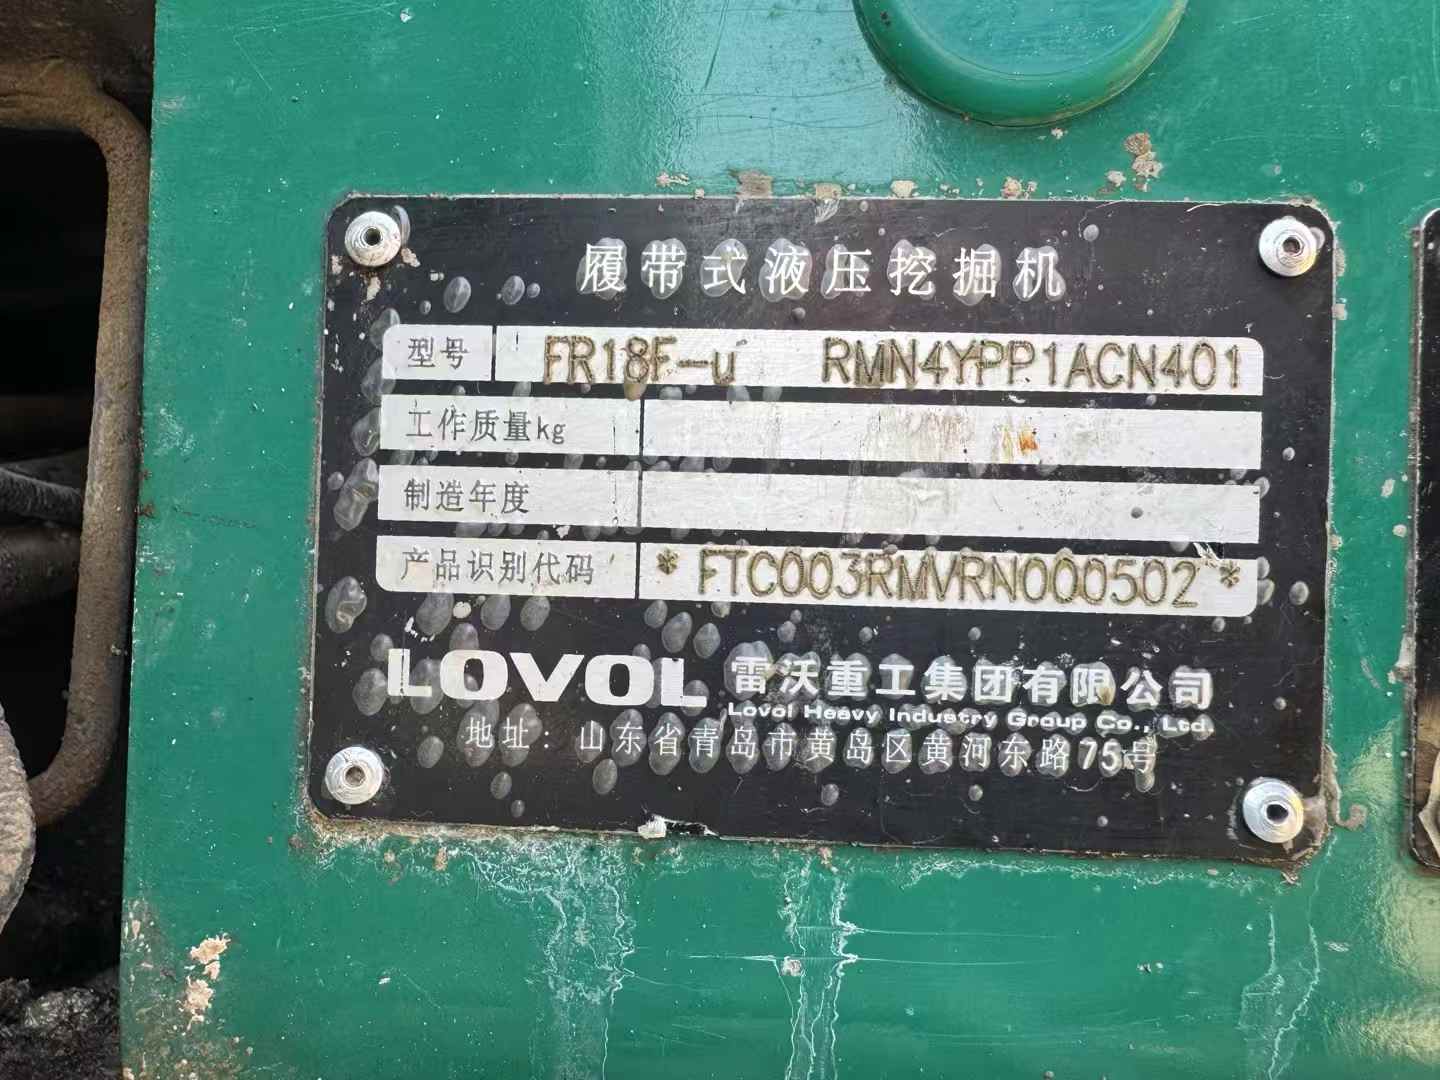 履带式液压挖掘机
型号 FR18F-u RMN4YPP1ACN401
工作质量kg
制造年度
产品识别代码 *FTC003RMVRN000502*
LOVOL 雷沃重工集团有限公司
Lovol Heavy Industry Group Co., Ltd.
地址：山东省青岛市黄岛区黄河东路75号